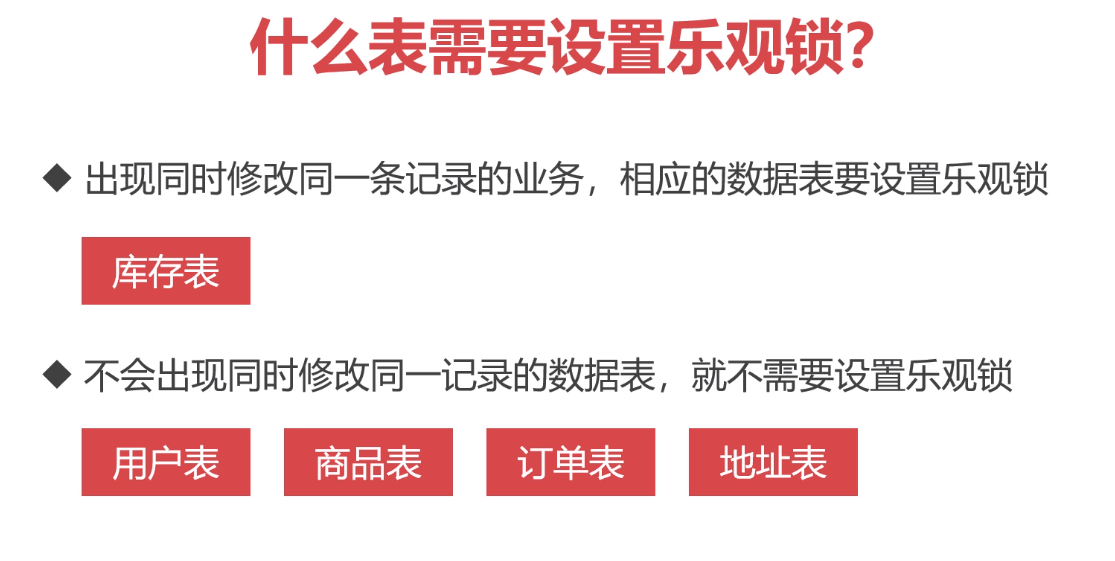 什么表需要设置乐观锁?
◆ 出现同时修改同一条记录的业务，相应的数据表要设置乐观锁
库存表
◆ 不会出现同时修改同一记录的数据表，就不需要设置乐观锁
用户表 商品表 订单表 地址表